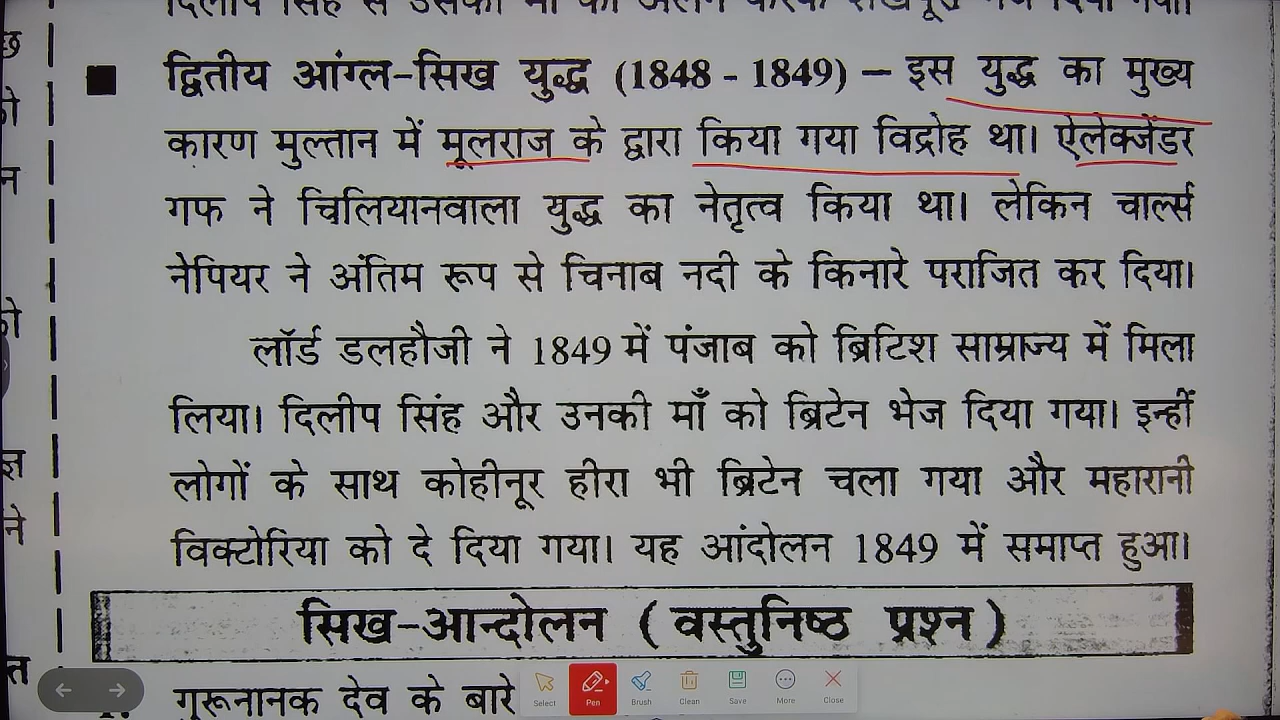 द्वितीय आंग्ल-सिख युद्ध (1848 - 1849) – इस युद्ध का मुख्य
कारण मुल्तान में मूलराज के द्वारा किया गया विद्रोह था। ऐलेक्जेंडर
गफ ने चिलियानवाला युद्ध का नेतृत्व किया था। लेकिन चार्ल्स
नेपियर ने अंतिम रूप से चिनाब नदी के किनारे पराजित कर दिया।
लॉर्ड डलहौजी ने 1849 में पंजाब को ब्रिटिश साम्राज्य में मिला
लिया। दिलीप सिंह और उनकी माँ को ब्रिटेन भेज दिया गया। इन्हीं
लोगों के साथ कोहीनूर हीरा भी ब्रिटेन चला गया और महारानी
विक्टोरिया को दे दिया गया। यह आंदोलन 1849 में समाप्त हुआ।
सिख-आन्दोलन ( वस्तुनिष्ठ प्रश्न )
गुरूनानक देव के बारे
Select Pen Brush Clean Save More Close